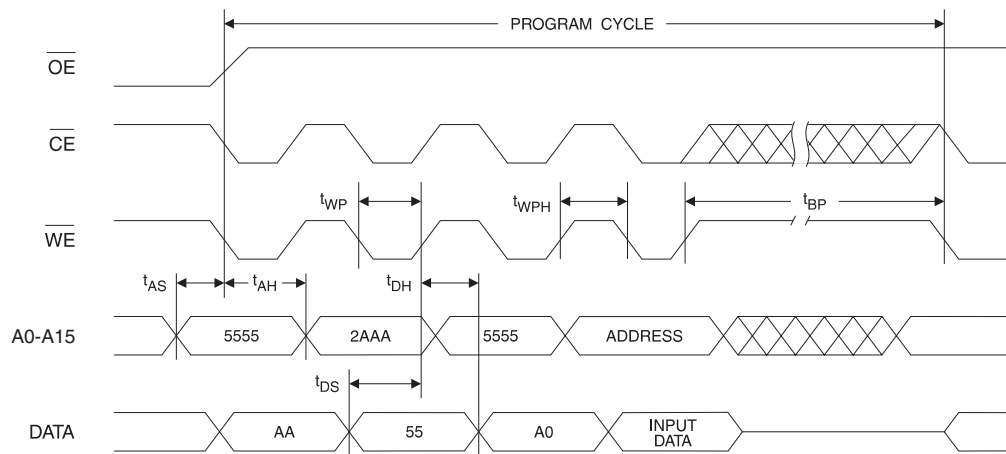 PROGRAM CYCLE
OE
CE
tWP
tWPH
tBP
WE
tAS
tAH
tDH
A0-A15
5555
2AAA
5555
ADDRESS
tDS
DATA
AA
55
A0
INPUT
DATA